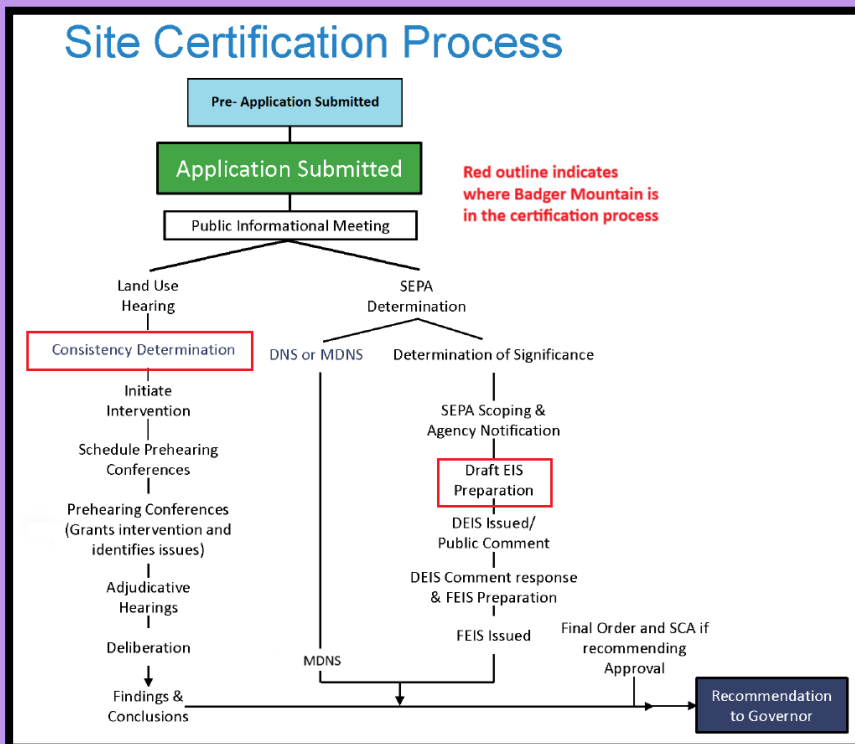 Site Certification Process
Pre- Application Submitted
Application Submitted
Red outline indicates
where Badger Mountain is
in the certification process
Public Informational Meeting
Land Use
Hearing
SEPA
Determination
Consistency Determination
DNS or MDNS
Determination of Significance
Initiate
Intervention
SEPA Scoping &
Agency Notification
Schedule Prehearing
Conferences
Draft EIS
Preparation
Prehearing Conferences
(Grants intervention and
identifies issues)
DEIS Issued/
Public Comment
Adjudicative
Hearings
DEIS Comment response
& FEIS Preparation
Deliberation
FEIS Issued
Final Order and SCA if
recommending
Approval
MDNS
Findings &
Conclusions
Recommendation
to Governor